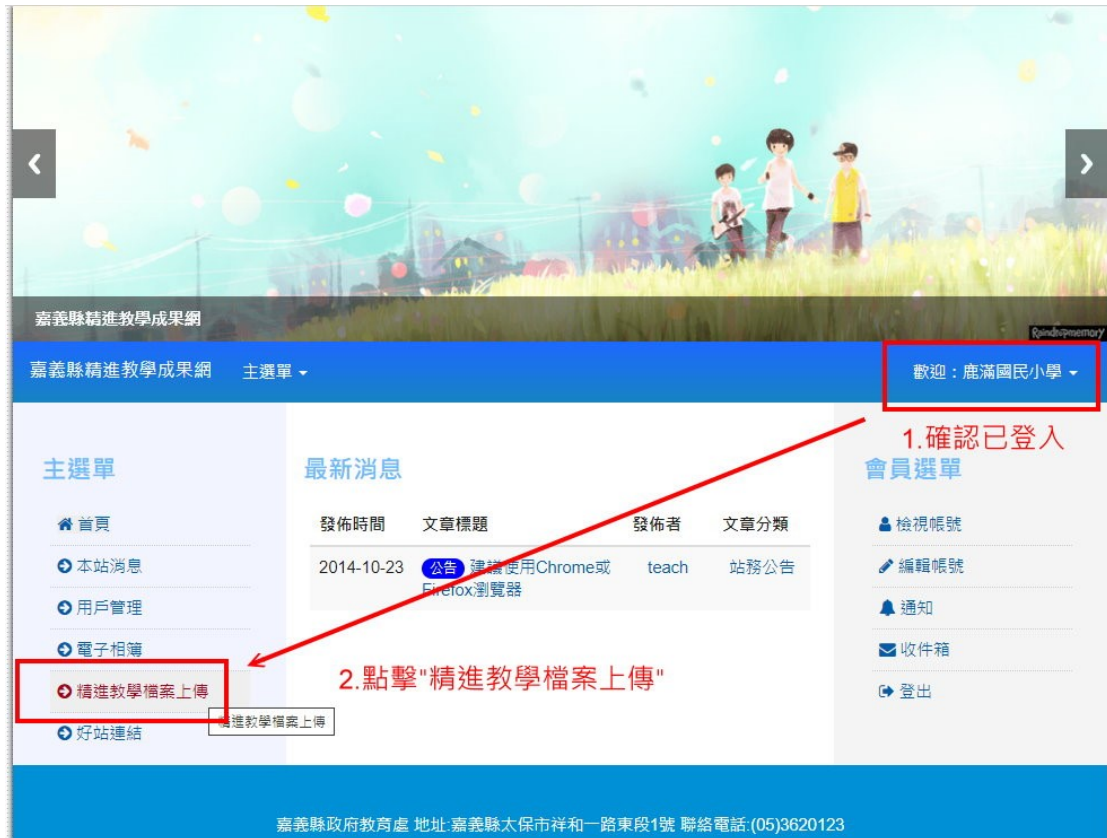 嘉義縣精進教學成果網
Raindropmemory
嘉義縣精進教學成果網 主選單 歡迎：鹿滿國民小學
1.確認已登入
主選單
首頁
本站消息
用戶管理
電子相簿
精進教學檔案上傳
精進教學檔案上傳
好站連結
最新消息
發佈時間 文章標題 發佈者 文章分類
2014-10-23 公告 建議使用Chrome或 teach 站務公告
Firefox瀏覽器
2.點擊"精進教學檔案上傳"
會員選單
檢視帳號
編輯帳號
通知
收件箱
登出
嘉義縣政府教育處 地址:嘉義縣太保市祥和一路東段1號 聯絡電話:(05)3620123